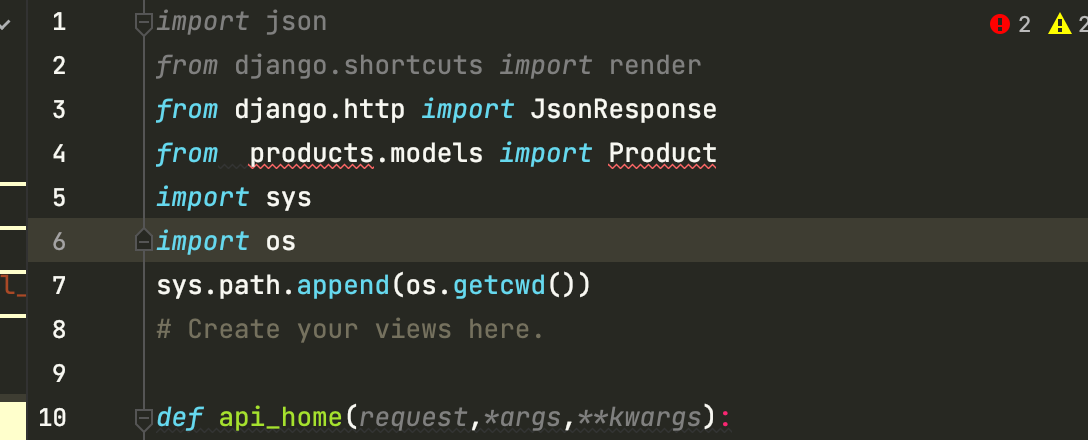 1 import json
2 from django.shortcuts import render
3 from django.http import JsonResponse
4 from  products.models import Product
5 import sys
6 import os
7 sys.path.append(os.getcwd())
8 # Create your views here.
9
10 def api_home(request,*args,**kwargs):
2 2
l_